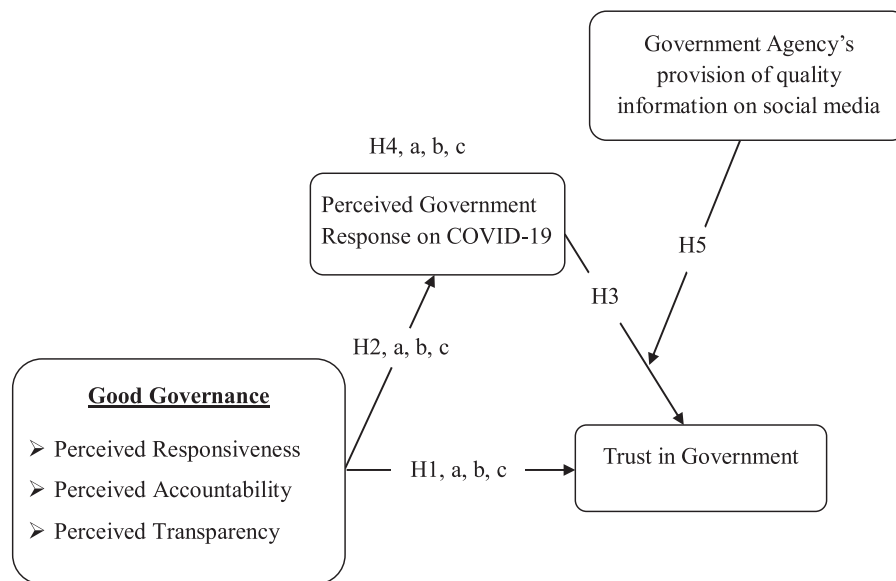 Government Agency's
provision of quality
information on social media
H4, a, b, c
Perceived Government
Response on COVID-19
H5
H3
H2, a, b, c
Good Governance
➢ Perceived Responsiveness
➢ Perceived Accountability
➢ Perceived Transparency
H1, a, b, c
Trust in Government